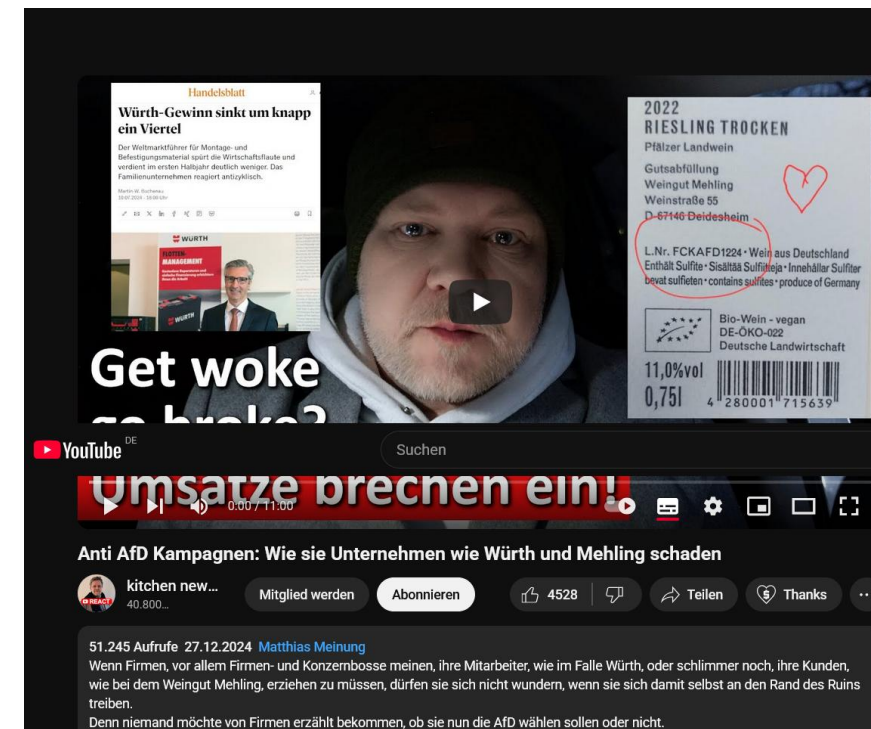 Handelsblatt
Würth-Gewinn sinkt um knapp
ein Viertel
Der Weltmarktführer für Montage- und
Befestigungsmaterial spürt die Wirtschaftsflaute und
verdient im ersten Halbjahr deutlich weniger. Das
Familienunternehmen reagiert antizyklisch.
Martin W. Buchenau
WÜRTH
FLOTTEN-
MANAGEMENT
WÜRTH
Get woke
go broke?
2022
RIESLING TROCKEN
Pfälzer Landwein
Gutsabfüllung
Weingut Mehling
Weinstraße 55
D-67146 Deidesheim
L.Nr. FCKAFD1224 · Wein aus Deutschland
Enthält Sulfite · Sisältää Sulfiitteja · Innehållar Sulfiter
bevat sulfieten · contains sulfites · produce of Germany
Bio-Wein - vegan
DE-ÖKO-022
Deutsche Landwirtschaft
11,0%vol
0,75l
4 280001 715639
YouTube DE
Suchen
Umsätze brechen ein!
0:00 / 11:00
Anti AfD Kampagnen: Wie sie Unternehmen wie Würth und Mehling schaden
REACT
kitchen new...
40.800...
Mitglied werden
Abonnieren
4528
Teilen
Thanks
51.245 Aufrufe 27.12.2024 Matthias Meinung
Wenn Firmen, vor allem Firmen- und Konzernbosse meinen, ihre Mitarbeiter, wie im Falle Würth, oder schlimmer noch, ihre Kunden,
wie bei dem Weingut Mehling, erziehen zu müssen, dürfen sie sich nicht wundern, wenn sie sich damit selbst an den Rand des Ruins
treiben.
Denn niemand möchte von Firmen erzählt bekommen, ob sie nun die AfD wählen sollen oder nicht.